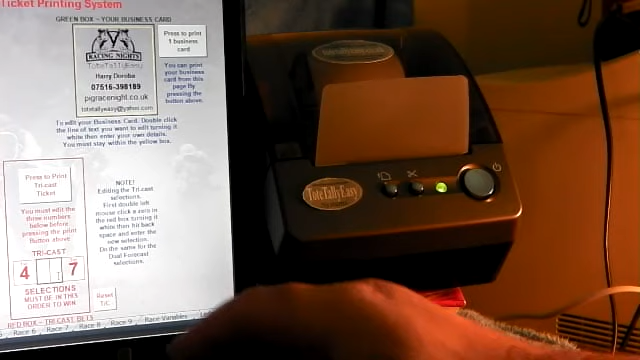 Ticket Printing System
GREEN BOX - YOUR BUSINESS CARD
RACING NIGHTS
ToteTallyEasy
Harry Doroba
07516-398189
pigracenight.co.uk
totetallyeasy@yahoo.com
Press to print
1 business
card
You can print
your business
card from this
page By
pressing the
button above.
To edit your Business Card. Double click
the line of text you want to edit turning it
white then enter your own details.
You must stay within the yellow box.
Press to Print
Tri-cast
Ticket
You must edit the
three numbers
below before
pressing the print
Button above
TRI-CAST
4 7
SELECTIONS
MUST BE IN THIS
ORDER TO WIN
NOTE!
Editing the Tri-cast
selections.
First double left
mouse click a zero in
the red box turning it
white then hit back
space and enter the
new selection.
Do the same for the
Dual Forecast
selections.
Reset
T/C
RED BOX - TRI CAST BETS
Race 6 Race 7 Race 8 Race 9 Race Variables
ToteTallyEasy